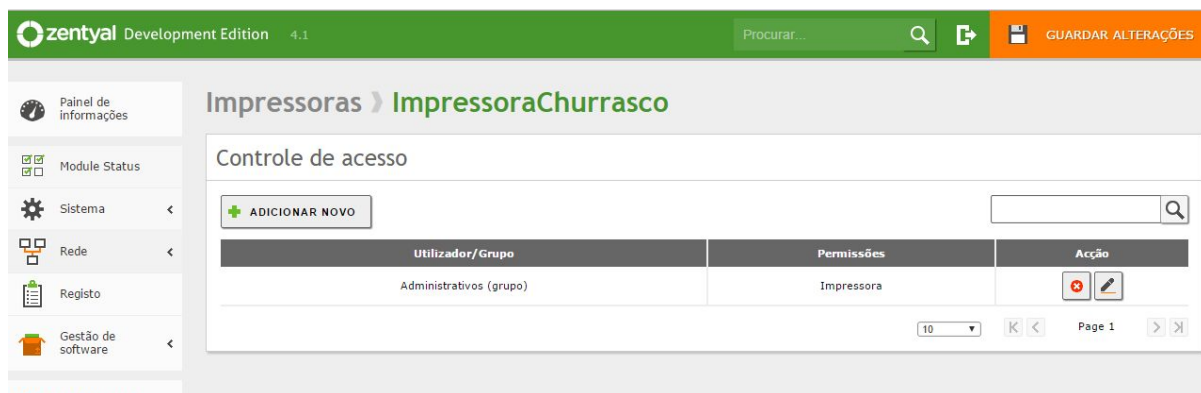 zentyal Development Edition 4.1
Procurar...
GUARDAR ALTERAÇÕES
Painel de
informações
Module Status
Sistema
Rede
Registo
Gestão de
software
Impressoras ImpressoraChurrasco
Controle de acesso
ADICIONAR NOVO
Utilizador/Grupo Permissões Acção
Administrativos (grupo) Impressora
10 Page 1